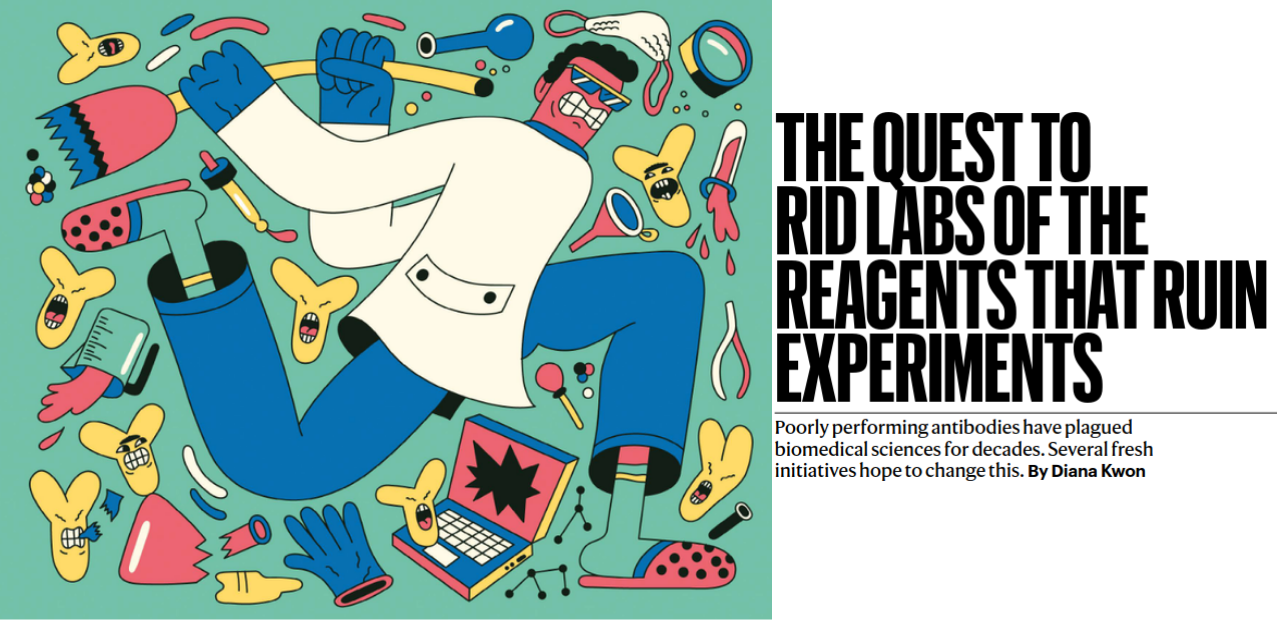 THE QUEST TO
RID LABS OF THE
REAGENTS THAT RUIN
EXPERIMENTS
Poorly performing antibodies have plagued
biomedical sciences for decades. Several fresh
initiatives hope to change this. By Diana Kwon